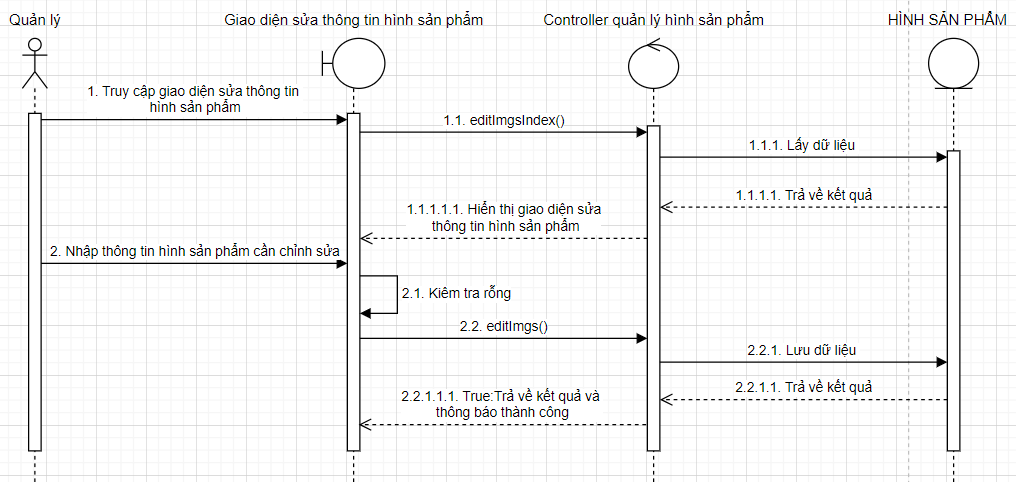 Quản lý
Giao diện sửa thông tin hình sản phẩm
Controller quản lý hình sản phẩm
HÌNH SẢN PHẨM
1. Truy cập giao diện sửa thông tin
hình sản phẩm
1.1. editImgsIndex()
1.1.1. Lấy dữ liệu
1.1.1.1. Trả về kết quả
1.1.1.1.1. Hiển thị giao diện sửa
thông tin hình sản phẩm
2. Nhập thông tin hình sản phẩm cần chỉnh sửa
2.1. Kiêm tra rỗng
2.2. editImgs()
2.2.1. Lưu dữ liệu
2.2.1.1. Trả về kết quả
2.2.1.1.1. True:Trả về kết quả và
thông báo thành công